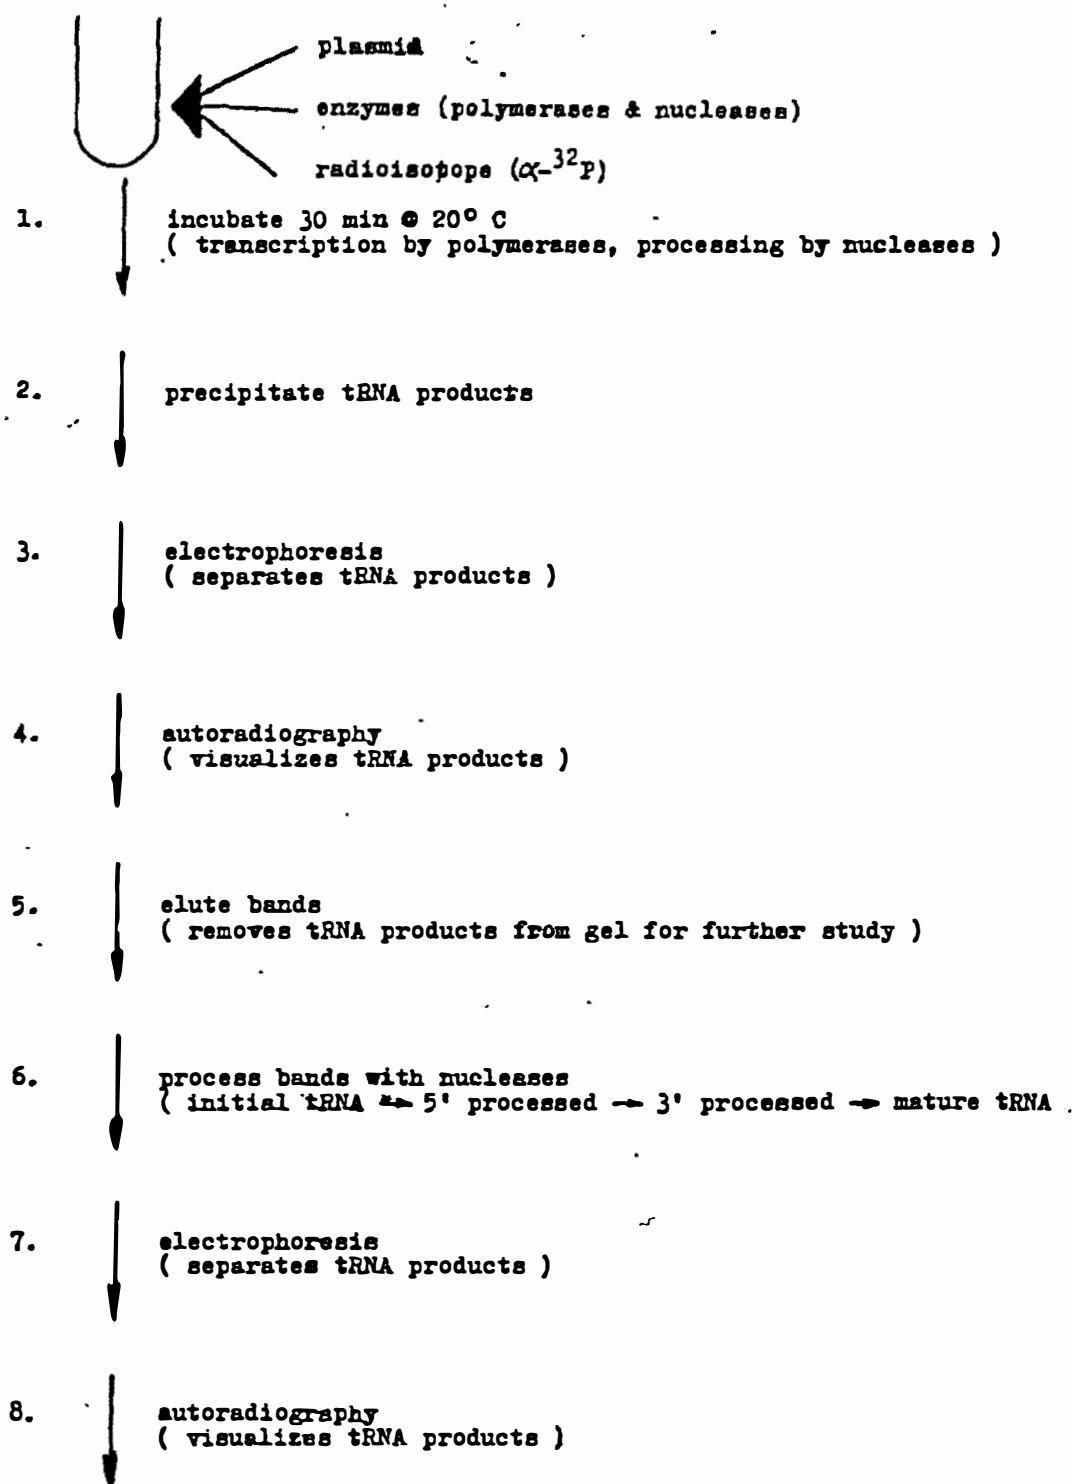 plasmid
enzymes (polymerases & nucleases)
radioisotope (α-³²P)
1. incubate 30 min @ 20° C
( transcription by polymerases, processing by nucleases )
2. precipitate tRNA products
3. electrophoresis
( separates tRNA products )
4. autoradiography
( visualizes tRNA products )
5. elute bands
( removes tRNA products from gel for further study )
6. process bands with nucleases
( initial tRNA → 5' processed → 3' processed → mature tRNA
7. electrophoresis
( separates tRNA products )
8. autoradiography
( visualizes tRNA products )